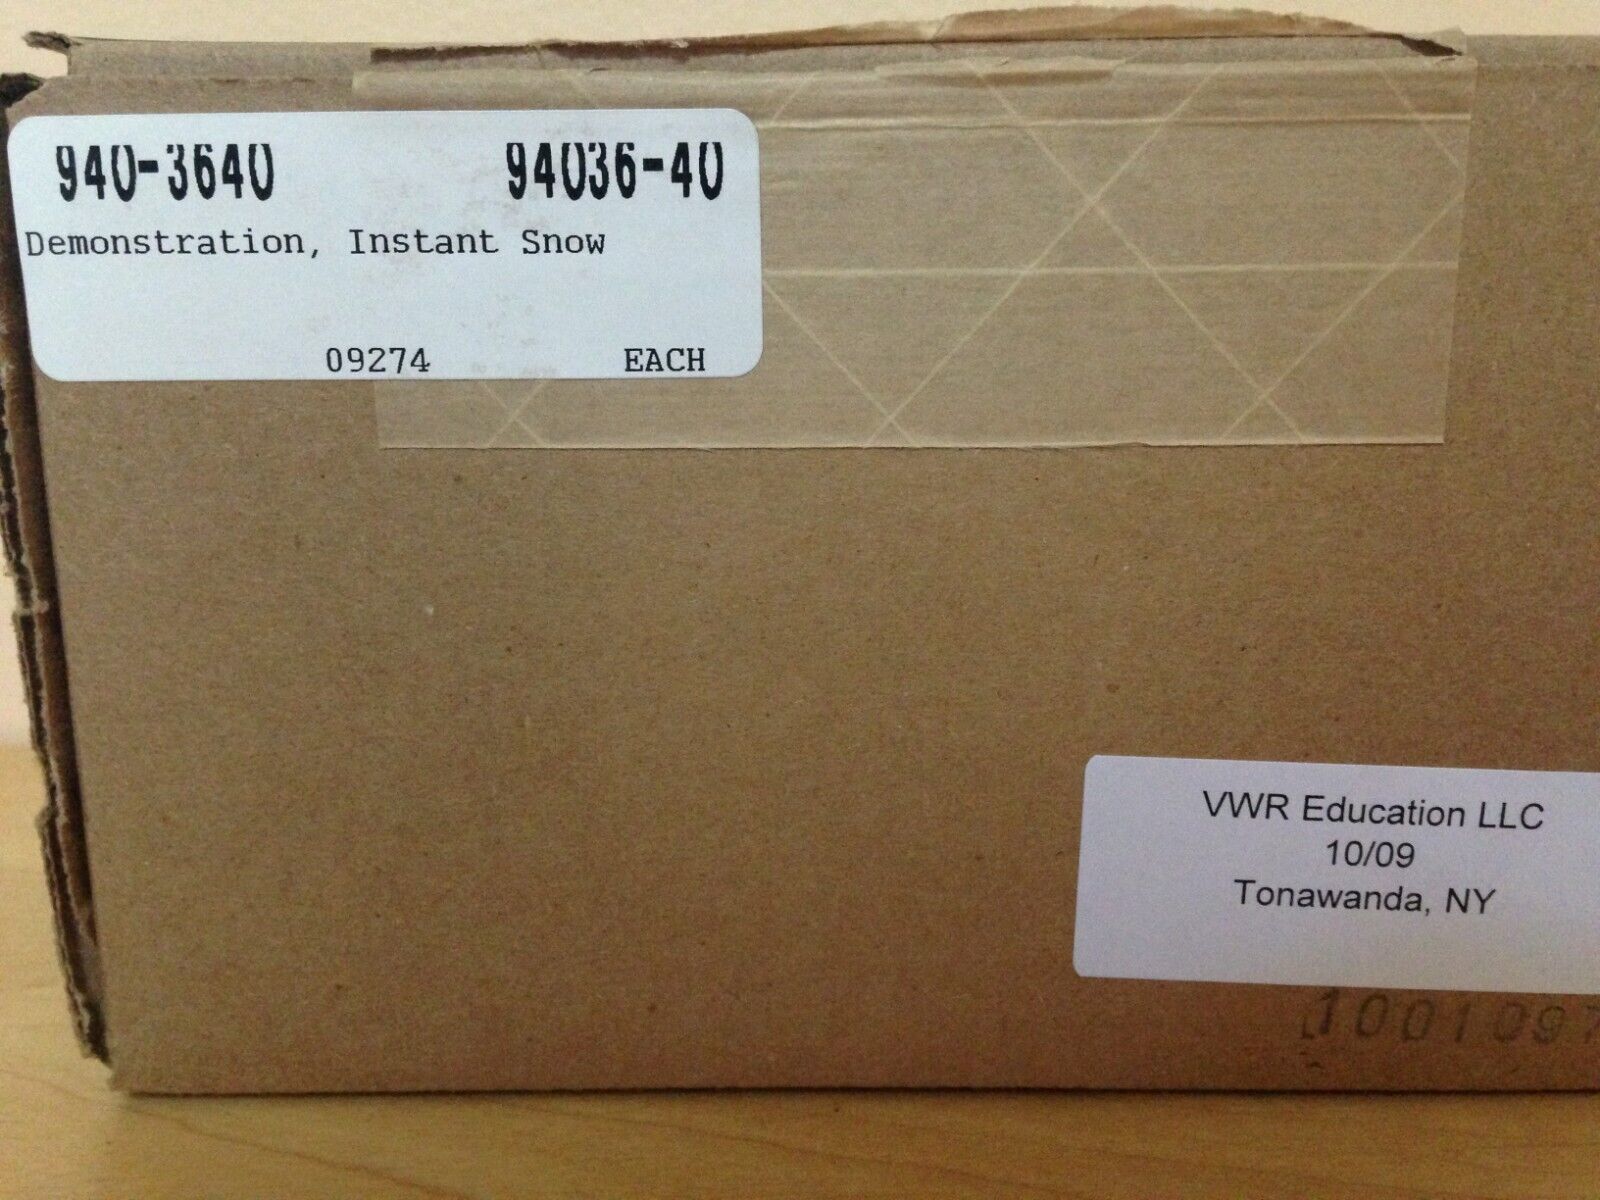 940-3640 94036-40
Demonstration, Instant Snow
09274 EACH
VWR Education LLC
10/09
Tonawanda, NY